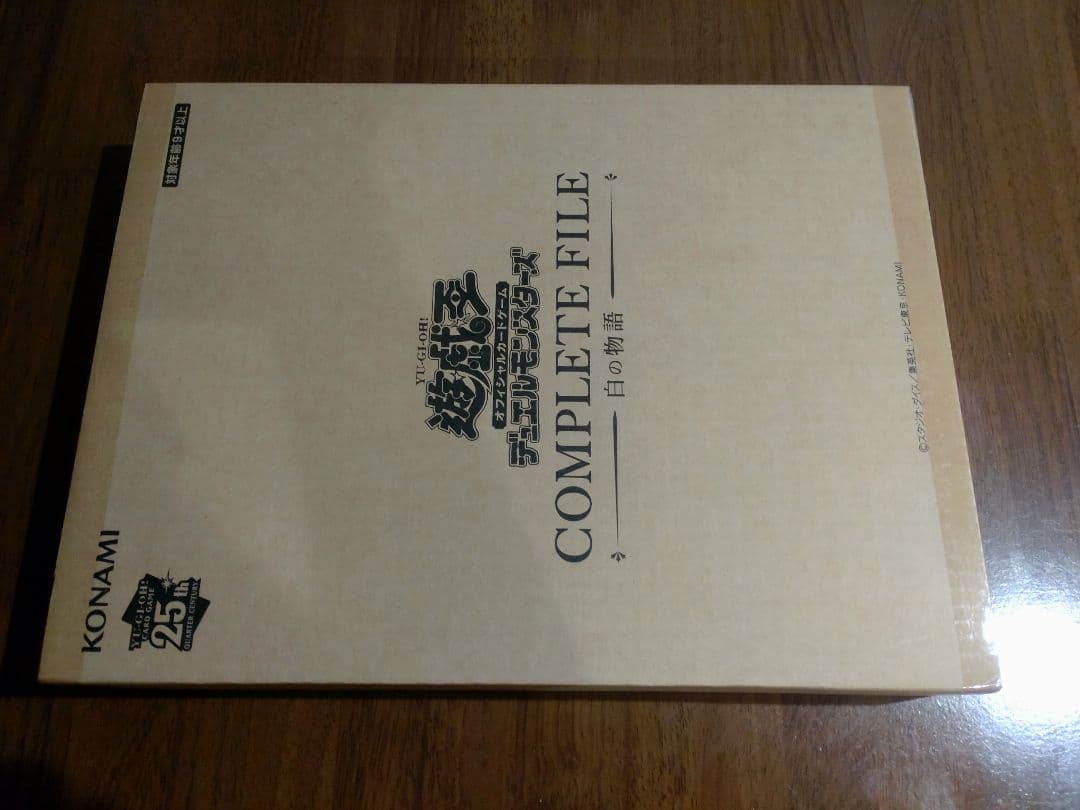 KONAMI
YU-GI-OH!
CARD GAME
25th
QUARTER CENTURY
対象年齢9才以上
YU-GI-OH!
遊戯王
オフィシャルカードゲーム
デュエルモンスターズ
COMPLETE FILE
白の物語
©スタジオ・ダイス/集英社・テレビ東京・KONAMI